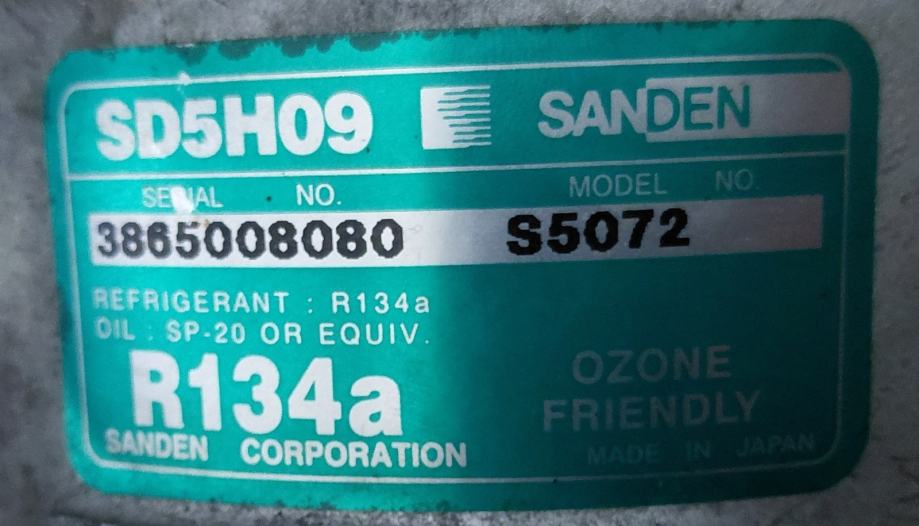 SD5H09 SANDEN
SERIAL NO. MODEL NO.
3865008080 S5072
REFRIGERANT : R134a
OIL : SP-20 OR EQUIV.
R134a
OZONE
FRIENDLY
SANDEN CORPORATION
MADE IN JAPAN